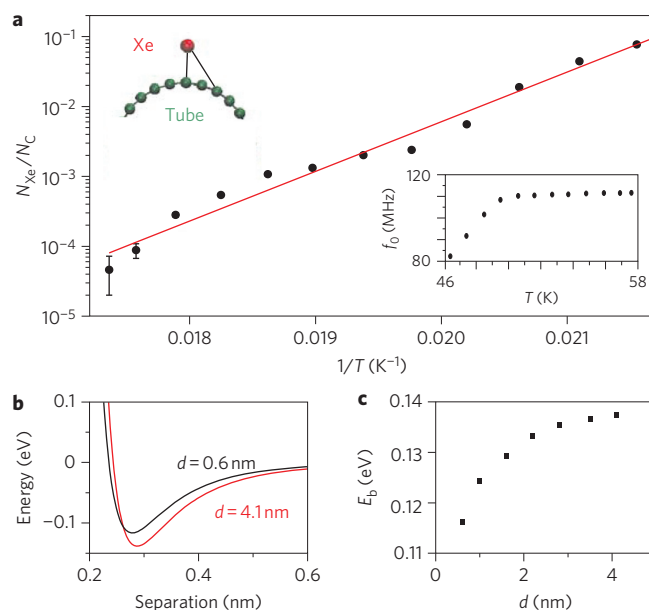 a
Xe
Tube
N_Xe/N_C
10⁻¹
10⁻²
10⁻³
10⁻⁴
10⁻⁵
0.018 0.019 0.020 0.021
1/T (K⁻¹)
f₀ (MHz)
120
80
46 58
T (K)
b
Energy (eV)
0.1
0
−0.1
d = 0.6 nm
d = 4.1 nm
0.2 0.4 0.6
Separation (nm)
c
E_b (eV)
0.14
0.13
0.12
0.11
0 2 4
d (nm)